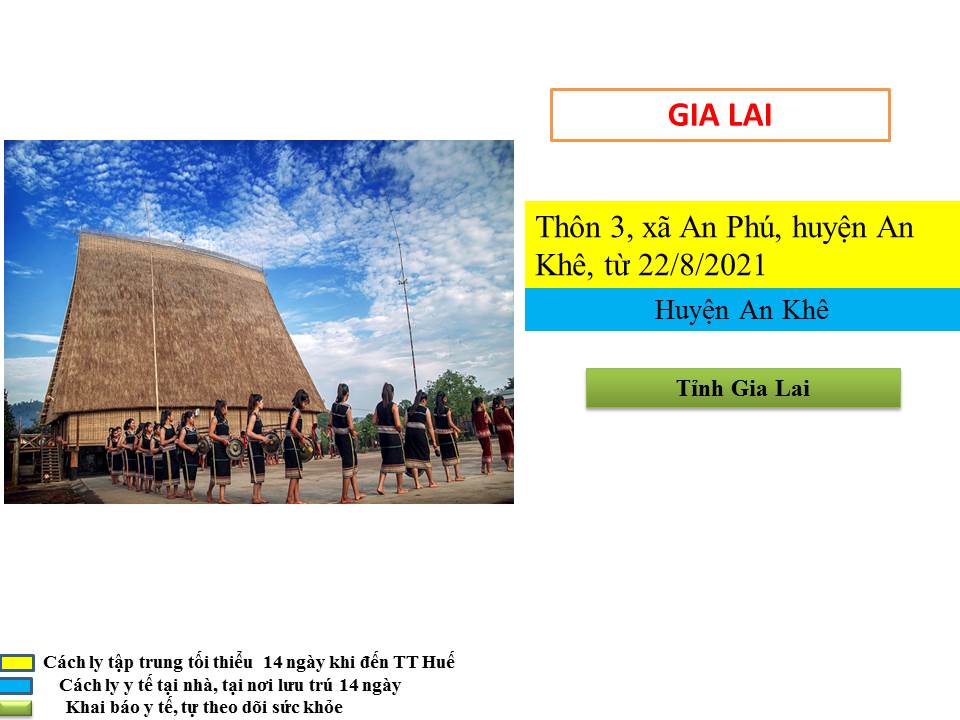 GIA LAI
Thôn 3, xã An Phú, huyện An
Khê, từ 22/8/2021
Huyện An Khê
Tỉnh Gia Lai
Cách ly tập trung tối thiểu 14 ngày khi đến TT Huế
Cách ly y tế tại nhà, tại nơi lưu trú 14 ngày
Khai báo y tế, tự theo dõi sức khỏe